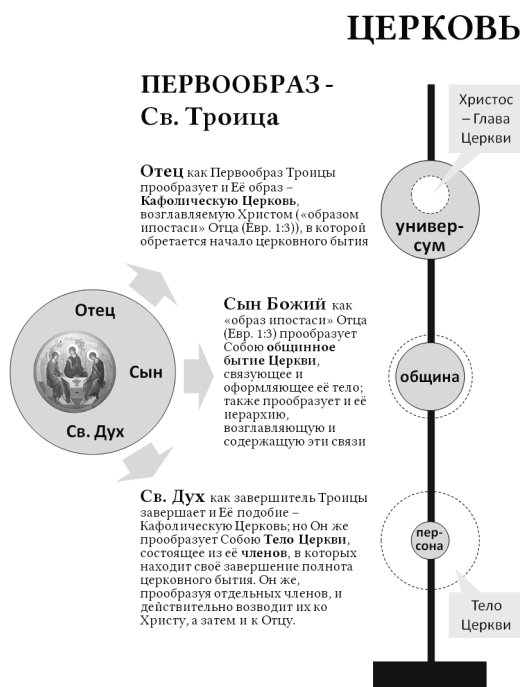 ЦЕРКОВЬ
ПЕРВООБРАЗ -
Св. Троица
Христос
– Глава
Церкви
Отец как Первообраз Троицы
прообразует и Её образ –
Кафолическую Церковь,
возглавляемую Христом («образом
ипостаси» Отца (Евр. 1:3)), в которой
обретается начало церковного бытия
универ-
сум
Отец
Сын
Св. Дух
Сын Божий как
«образ ипостаси» Отца
(Евр. 1:3) прообразует
Собою общинное
бытие Церкви,
связующее и
оформляющее её тело;
также прообразует и её
иерархию,
возглавляющую и
содержащую эти связи
община
Св. Дух как завершитель Троицы
завершает и Её подобие –
Кафолическую Церковь; но Он же
прообразует Собою Тело Церкви,
состоящее из её членов, в которых
находит своё завершение полнота
церковного бытия. Он же,
прообразуя отдельных членов, и
действительно возводит их ко
Христу, а затем и к Отцу.
пер-
сона
Тело
Церкви